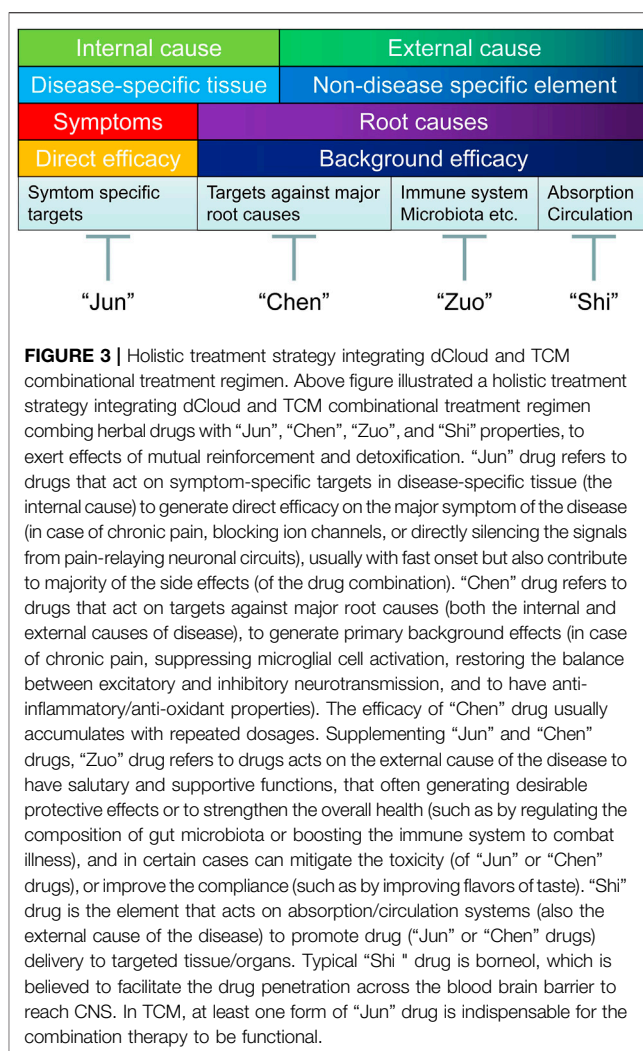 Internal cause External cause
Disease-specific tissue Non-disease specific element
Symptoms Root causes
Direct efficacy Background efficacy
Symtom specific targets Targets against major root causes Immune system Microbiota etc. Absorption Circulation
“Jun” “Chen” “Zuo” “Shi”
FIGURE 3 | Holistic treatment strategy integrating dCloud and TCM
combinational treatment regimen. Above figure illustrated a holistic treatment
strategy integrating dCloud and TCM combinational treatment regimen
combing herbal drugs with “Jun”, “Chen”, “Zuo”, and “Shi” properties, to
exert effects of mutual reinforcement and detoxification. “Jun” drug refers to
drugs that act on symptom-specific targets in disease-specific tissue (the
internal cause) to generate direct efficacy on the major symptom of the disease
(in case of chronic pain, blocking ion channels, or directly silencing the signals
from pain-relaying neuronal circuits), usually with fast onset but also contribute
to majority of the side effects (of the drug combination). “Chen” drug refers to
drugs that act on targets against major root causes (both the internal and
external causes of disease), to generate primary background effects (in case
of chronic pain, suppressing microglial cell activation, restoring the balance
between excitatory and inhibitory neurotransmission, and to have anti-
inflammatory/anti-oxidant properties). The efficacy of “Chen” drug usually
accumulates with repeated dosages. Supplementing “Jun” and “Chen”
drugs, “Zuo” drug refers to drugs acts on the external cause of the disease to
have salutary and supportive functions, that often generating desirable
protective effects or to strengthen the overall health (such as by regulating the
composition of gut microbiota or boosting the immune system to combat
illness), and in certain cases can mitigate the toxicity (of “Jun” or “Chen”
drugs), or improve the compliance (such as by improving flavors of taste). “Shi”
drug is the element that acts on absorption/circulation systems (also the
external cause of the disease) to promote drug (“Jun” or “Chen” drugs)
delivery to targeted tissue/organs. Typical “Shi " drug is borneol, which is
believed to facilitate the drug penetration across the blood brain barrier to
reach CNS. In TCM, at least one form of “Jun” drug is indispensable for the
combination therapy to be functional.